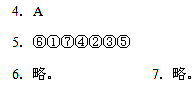 4. A
5. ⑥①⑦④②③⑤
6. 略。 7. 略。